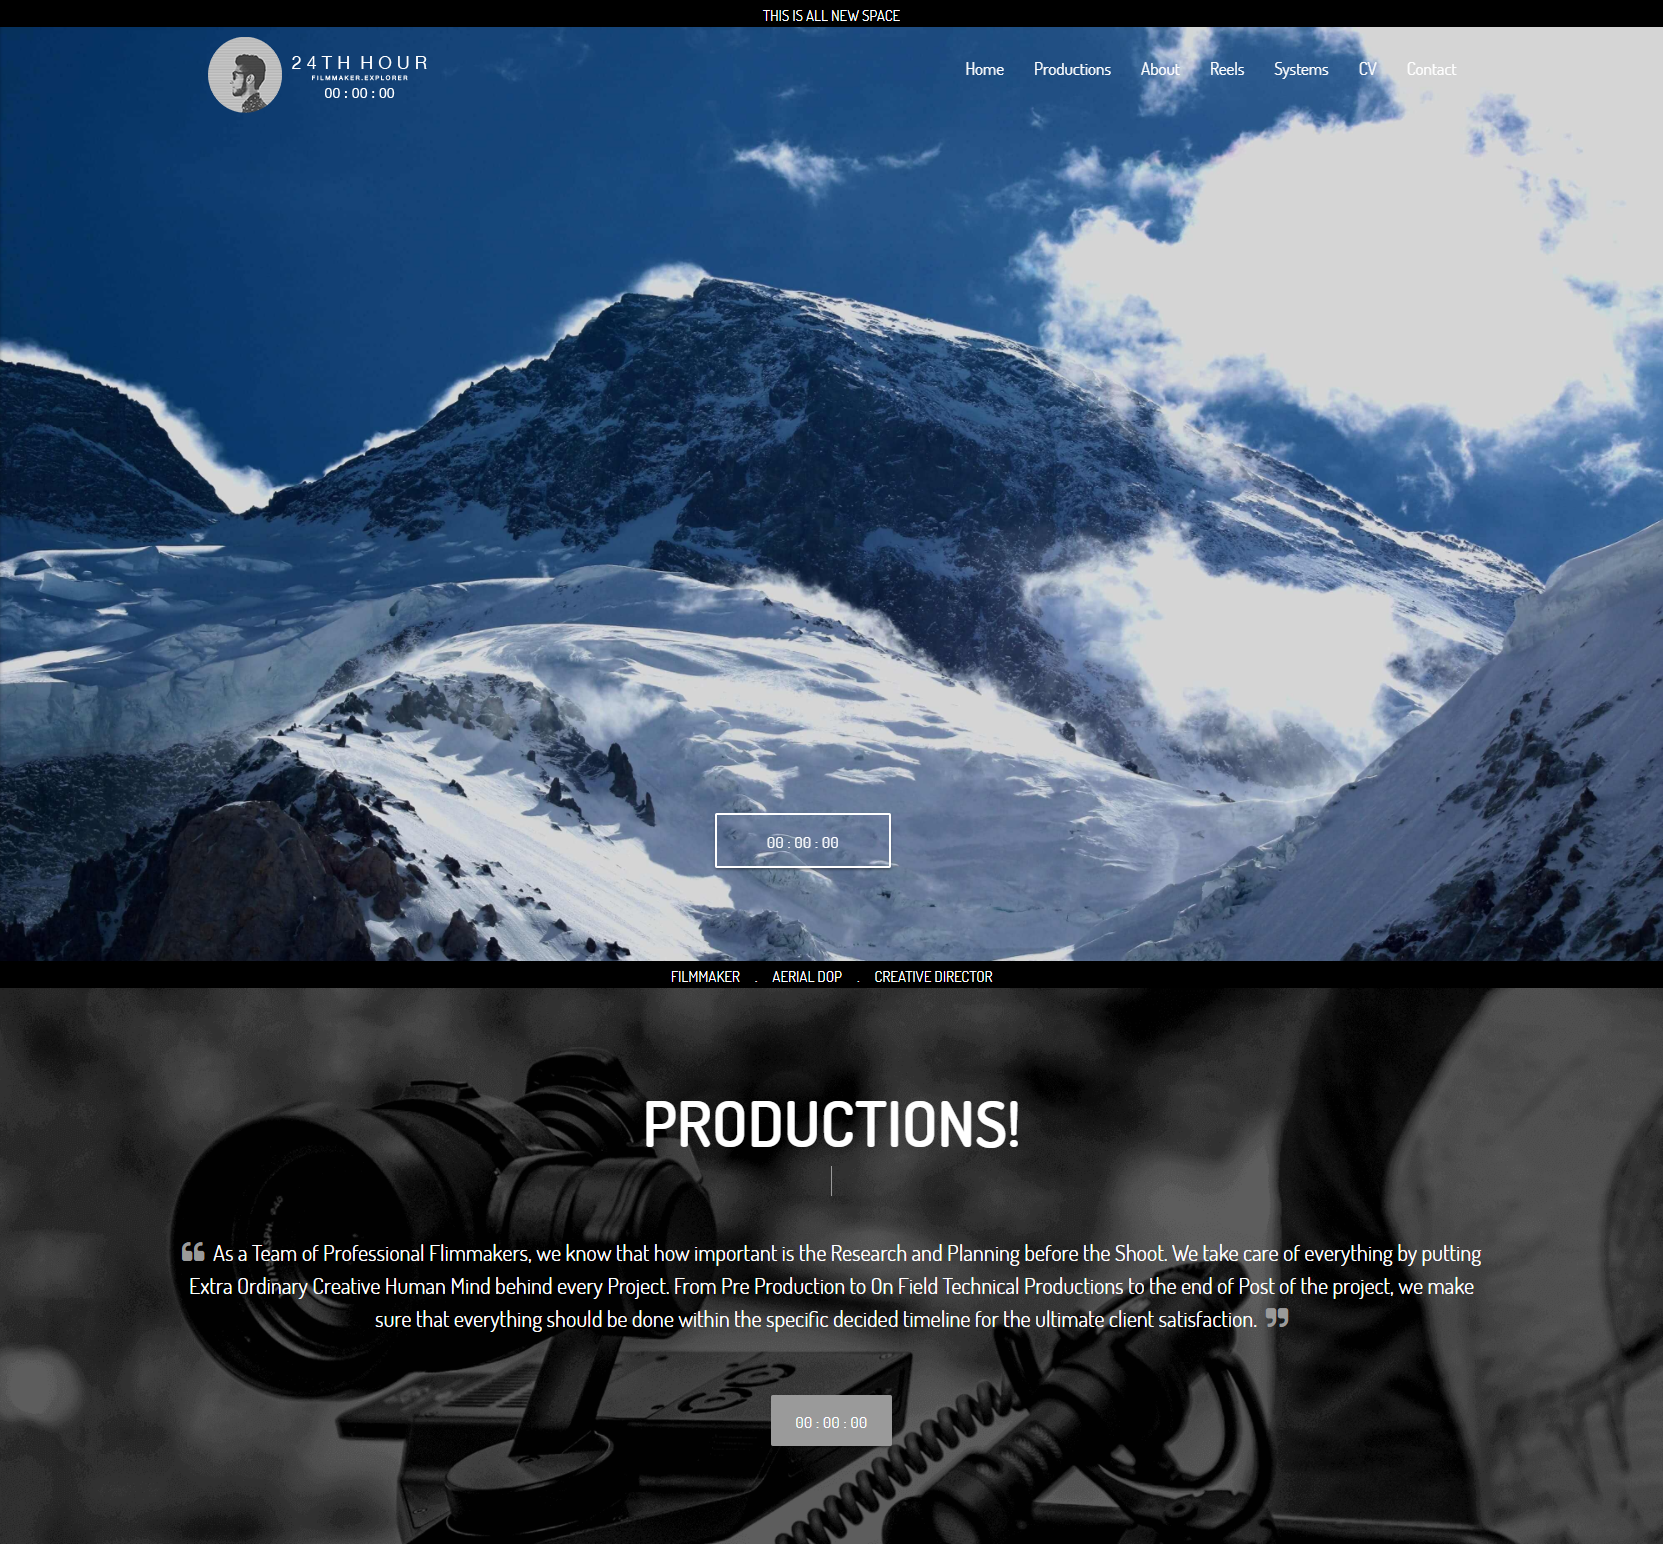 THIS IS ALL NEW SPACE
24TH HOUR
FILMMAKER.EXPLORER
00 : 00 : 00
Home Productions About Reels Systems CV Contact
00 : 00 : 00
FILMMAKER . AERIAL DOP . CREATIVE DIRECTOR
PRODUCTIONS!
❝ As a Team of Professional Flimmakers, we know that how important is the Research and Planning before the Shoot. We take care of everything by putting
Extra Ordinary Creative Human Mind behind every Project. From Pre Production to On Field Technical Productions to the end of Post of the project, we make
sure that everything should be done within the specific decided timeline for the ultimate client satisfaction. ❞
00 : 00 : 00